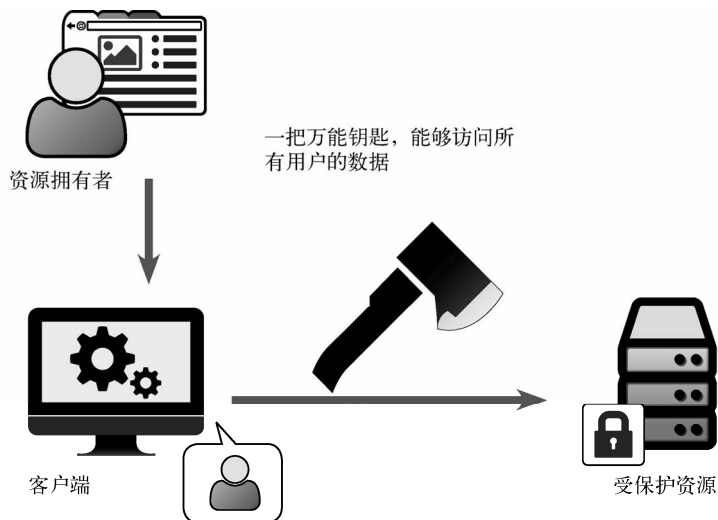 一把万能钥匙，能够访问所
有用户的数据
资源拥有者
客户端
受保护资源